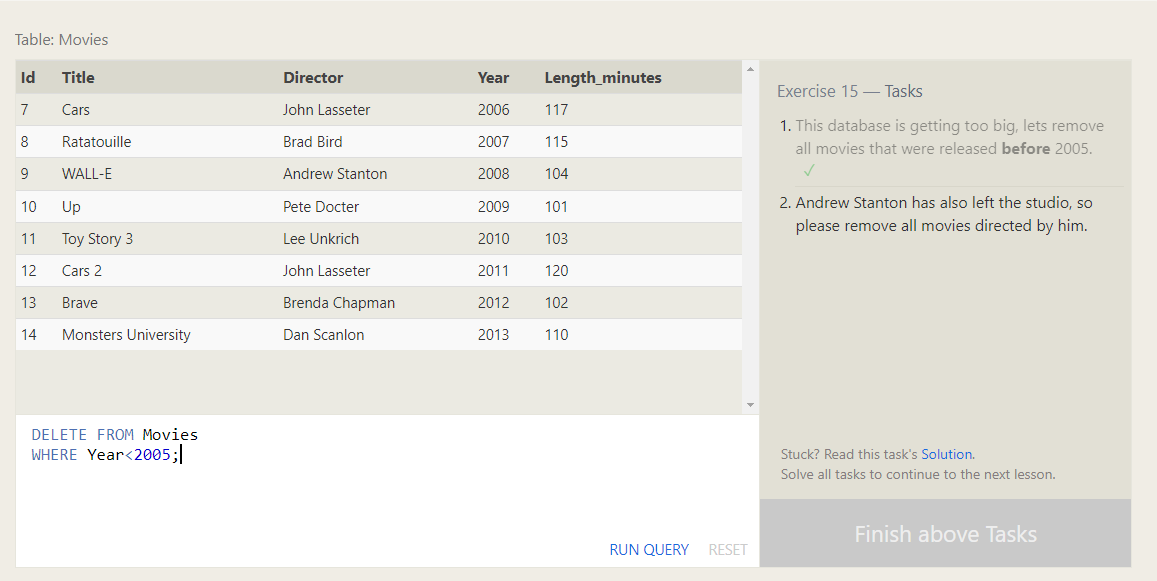 Table: Movies
Id Title Director Year Length_minutes
7 Cars John Lasseter 2006 117
8 Ratatouille Brad Bird 2007 115
9 WALL-E Andrew Stanton 2008 104
10 Up Pete Docter 2009 101
11 Toy Story 3 Lee Unkrich 2010 103
12 Cars 2 John Lasseter 2011 120
13 Brave Brenda Chapman 2012 102
14 Monsters University Dan Scanlon 2013 110
DELETE FROM Movies
WHERE Year<2005;
RUN QUERY RESET
Exercise 15 — Tasks
1. This database is getting too big, lets remove
all movies that were released before 2005.
✓
2. Andrew Stanton has also left the studio, so
please remove all movies directed by him.
Stuck? Read this task's Solution.
Solve all tasks to continue to the next lesson.
Finish above Tasks